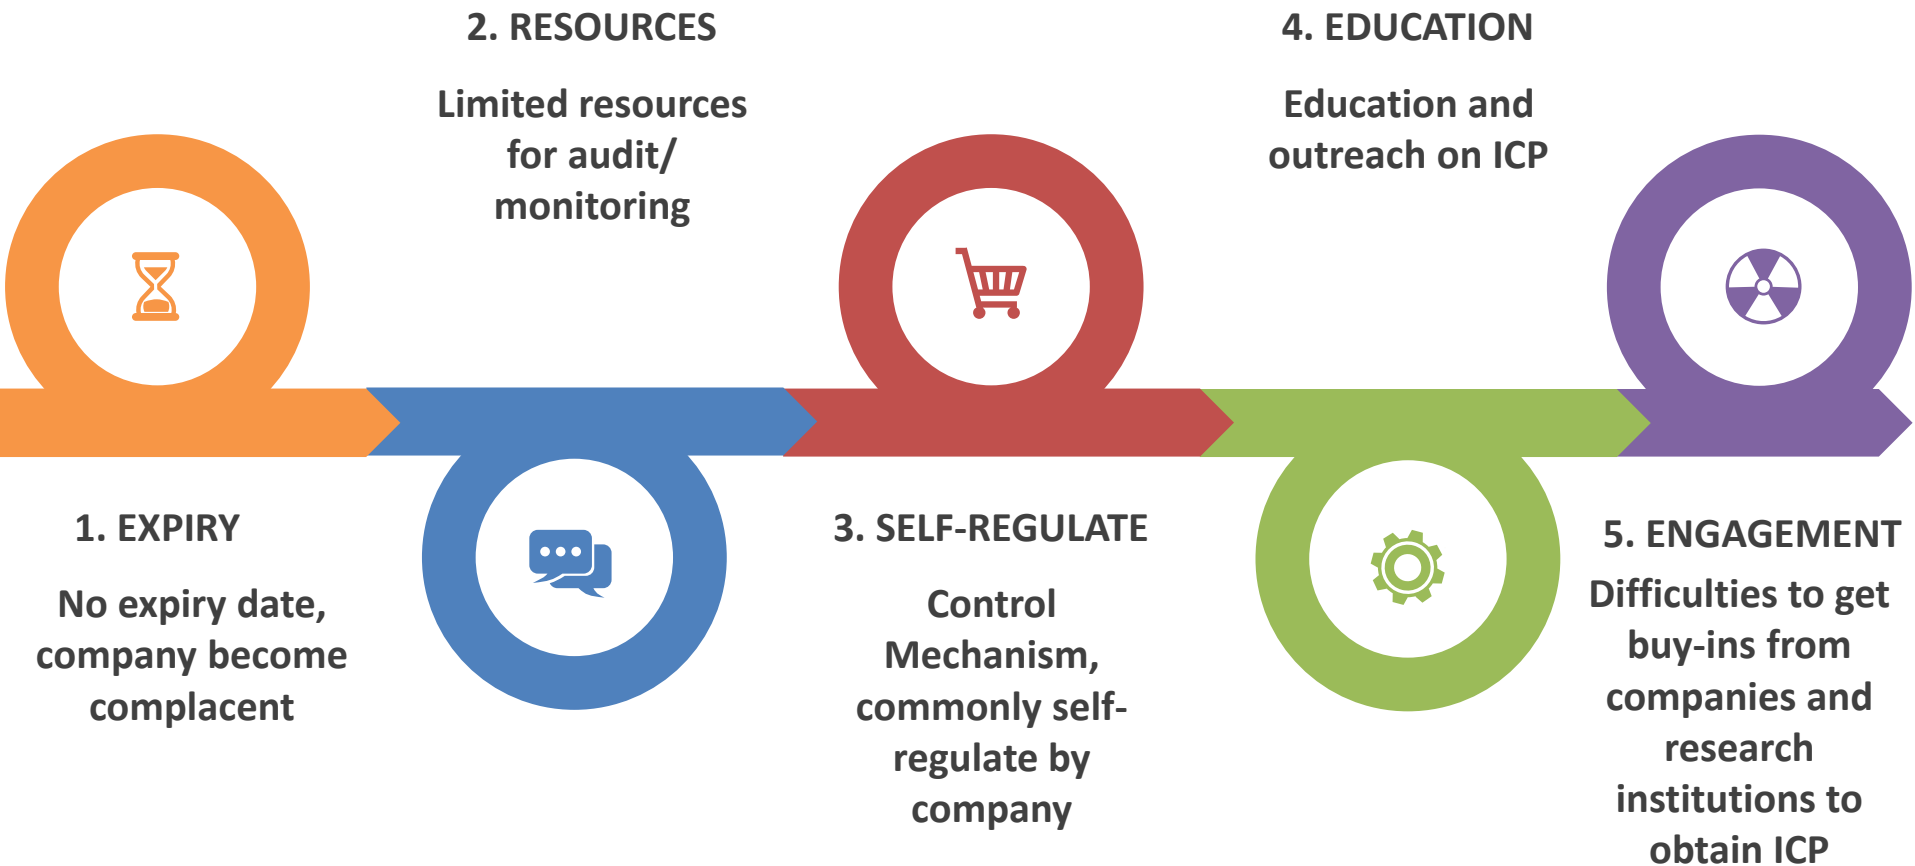 1. EXPIRY
No expiry date,
company become
complacent
2. RESOURCES
Limited resources
for audit/
monitoring
3. SELF-REGULATE
Control
Mechanism,
commonly self-
regulate by
company
4. EDUCATION
Education and
outreach on ICP
5. ENGAGEMENT
Difficulties to get
buy-ins from
companies and
research
institutions to
obtain ICP